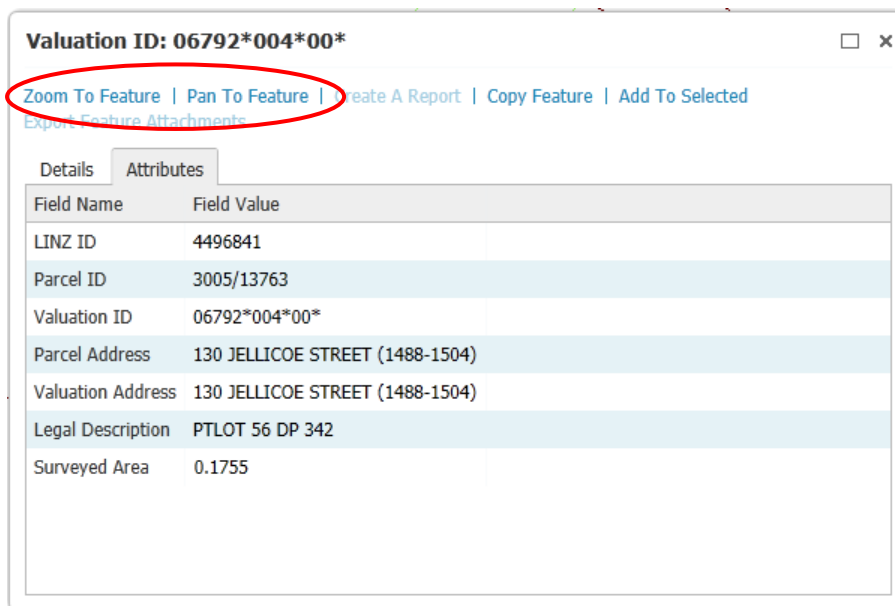 Valuation ID: 06792*004*00*
Zoom To Feature | Pan To Feature | Create A Report | Copy Feature | Add To Selected
Export Feature Attachments
Details Attributes
Field Name Field Value
LINZ ID 4496841
Parcel ID 3005/13763
Valuation ID 06792*004*00*
Parcel Address 130 JELLICOE STREET (1488-1504)
Valuation Address 130 JELLICOE STREET (1488-1504)
Legal Description PTLOT 56 DP 342
Surveyed Area 0.1755